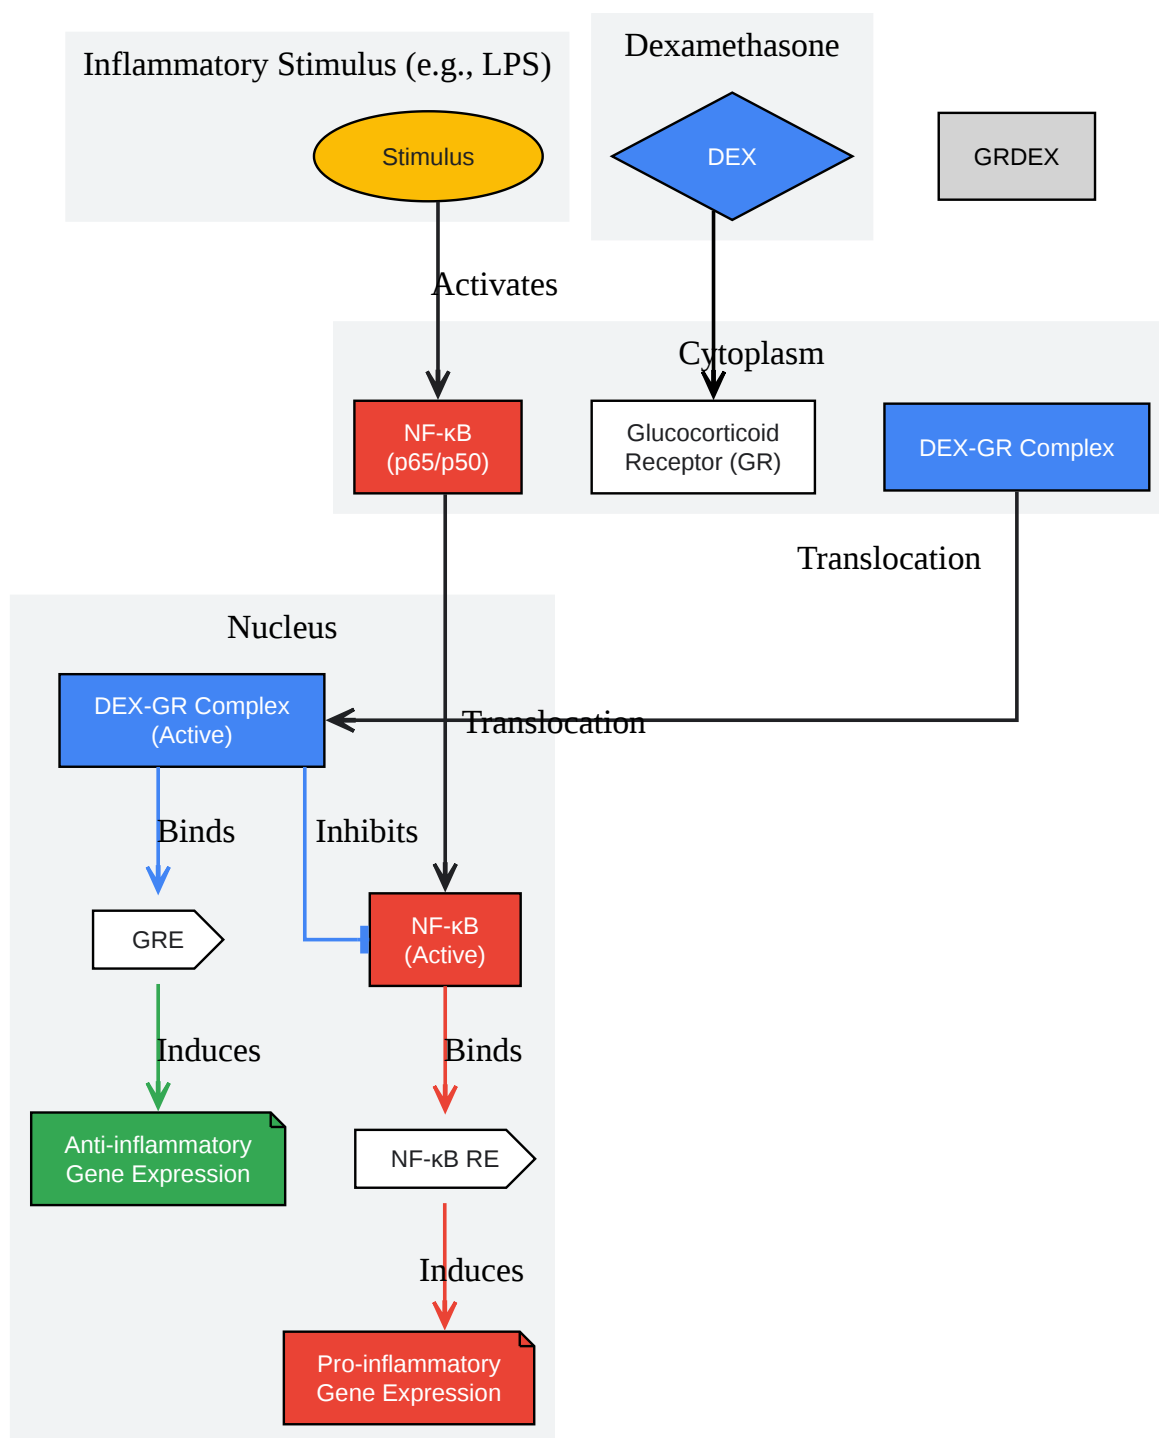 Inflammatory Stimulus (e.g., LPS)
Dexamethasone
Stimulus
DEX
GRDEX
Activates
Cytoplasm
NF-κB
(p65/p50)
Glucocorticoid
Receptor (GR)
DEX-GR Complex
Translocation
Nucleus
DEX-GR Complex
(Active)
Translocation
Binds
Inhibits
GRE
NF-κB
(Active)
Induces
Binds
Anti-inflammatory
Gene Expression
NF-κB RE
Induces
Pro-inflammatory
Gene Expression